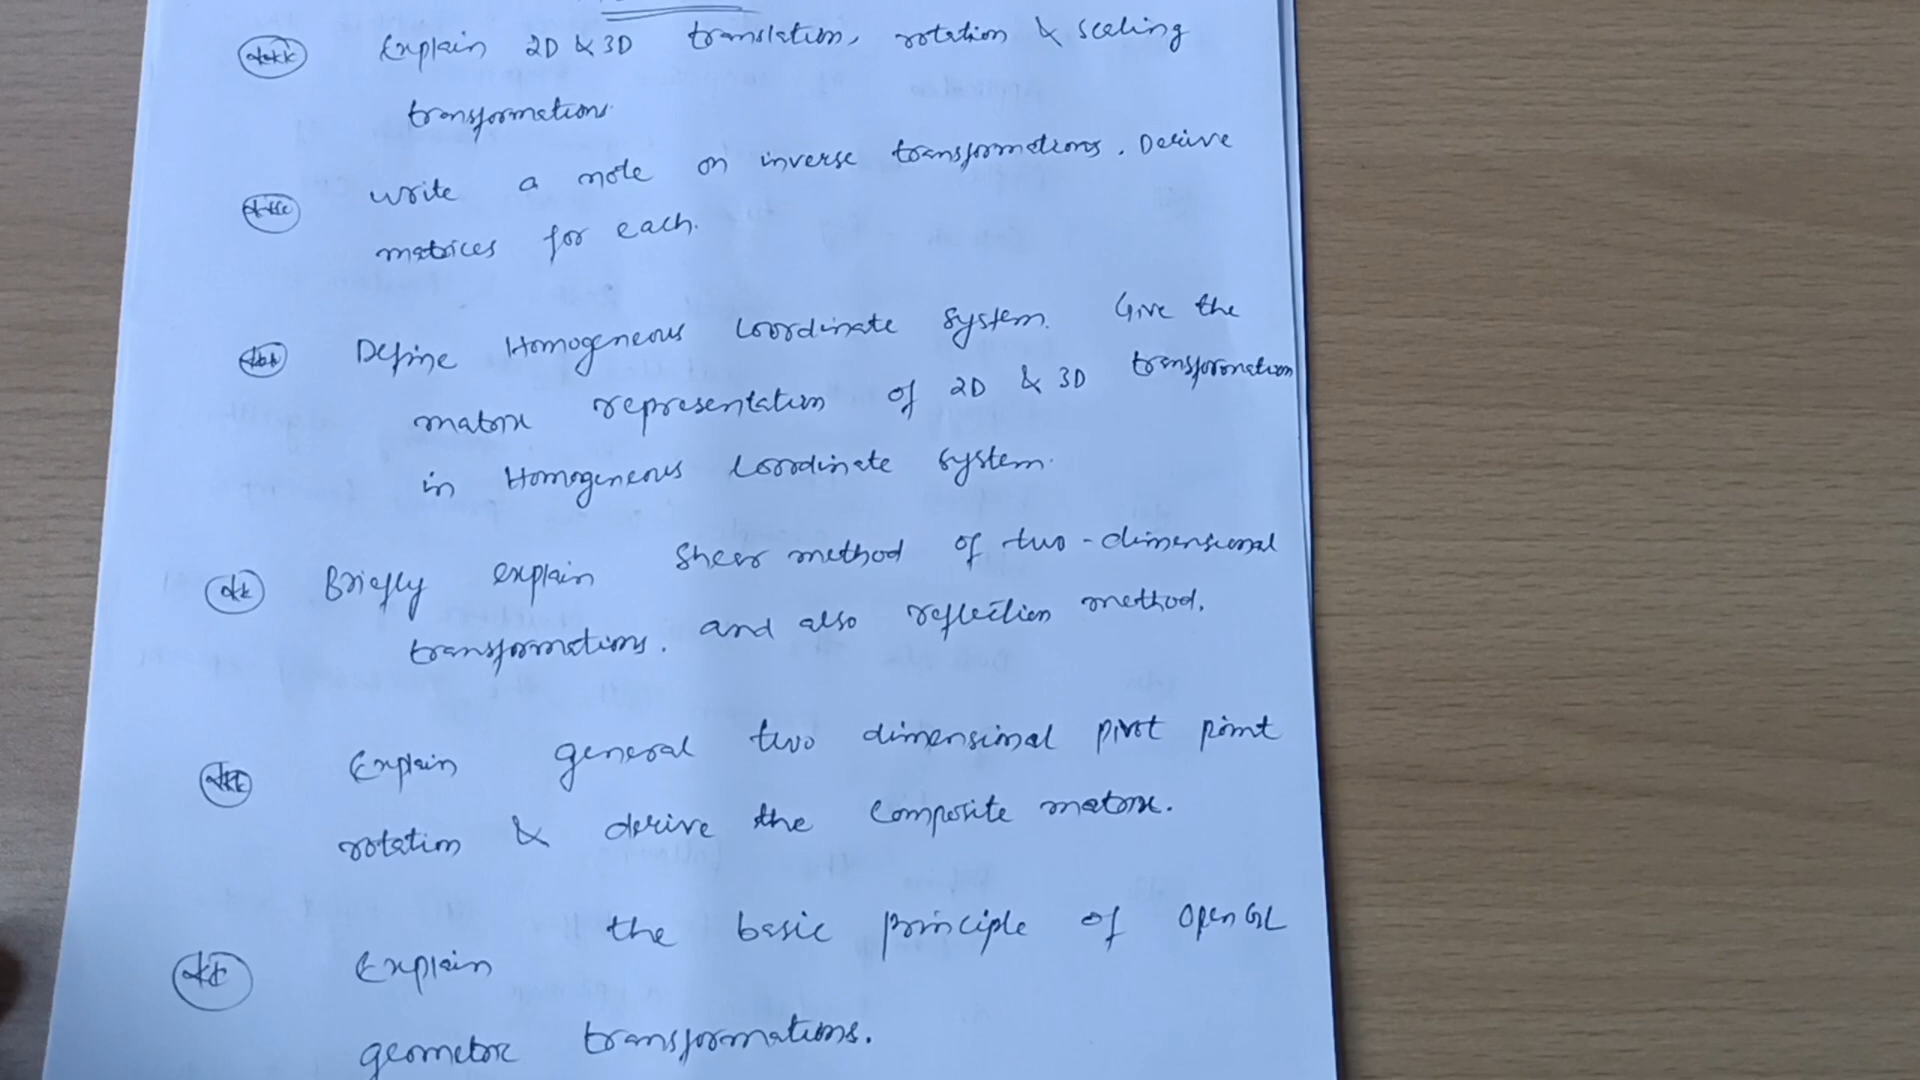 Explain 2D & 3D translation, rotation & scaling
transformations.
write a note on inverse transformations. Derive
matrices for each.
Define Homogeneous Coordinate System. Give the
matrix representation of 2D & 3D transformation
in Homogeneous Coordinate System.
Briefly explain Shear method of two-dimensional
transformations. and also reflection method.
Explain general two dimensional pivot point
rotation & derive the Composite matrix.
Explain the basic principle of OpenGL
geometric transformations.